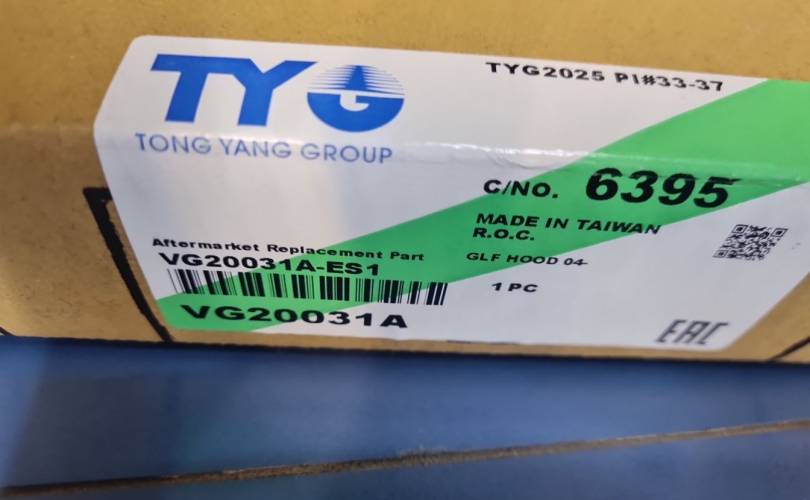 TYG
TONG YANG GROUP
TYG2025 PI#33-37
C/NO. 6395
MADE IN TAIWAN
R.O.C.
Aftermarket Replacement Part
VG20031A-ES1
GLF HOOD 04-
1 PC
VG20031A
EAC